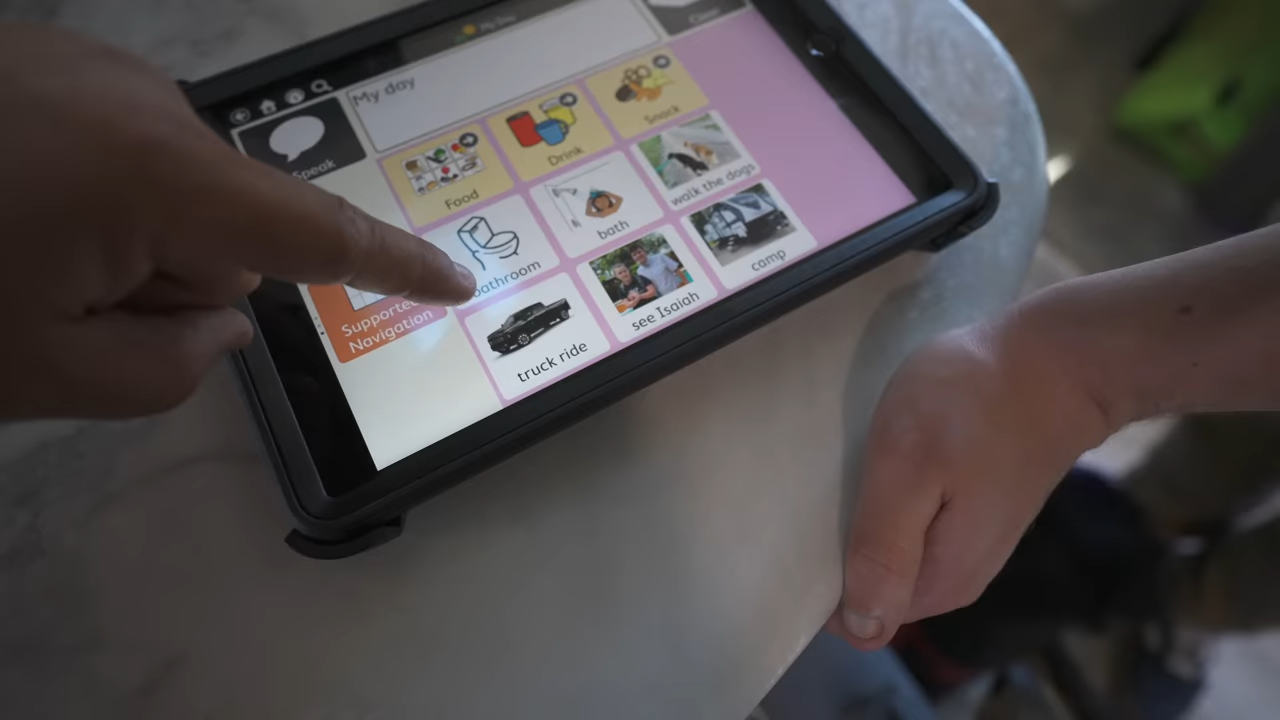 My day
Speak
Food
Drink
Snack
bathroom
bath
walk the dogs
Supported
Navigation
truck ride
see Isaiah
camp